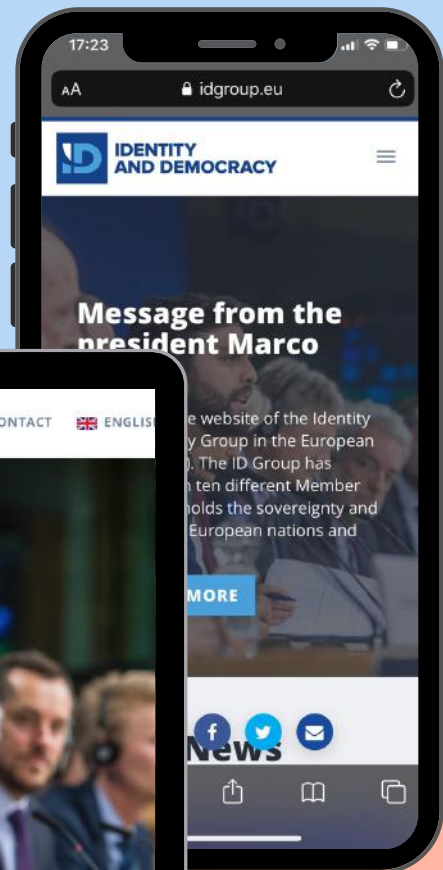 17:23
AA idgroup.eu
IDENTITY
AND DEMOCRACY
Message from the
president Marco
e website of the Identity
y Group in the European
). The ID Group has
ten different Member
holds the sovereignty and
European nations and
MORE
News
ONTACT ENGLIS